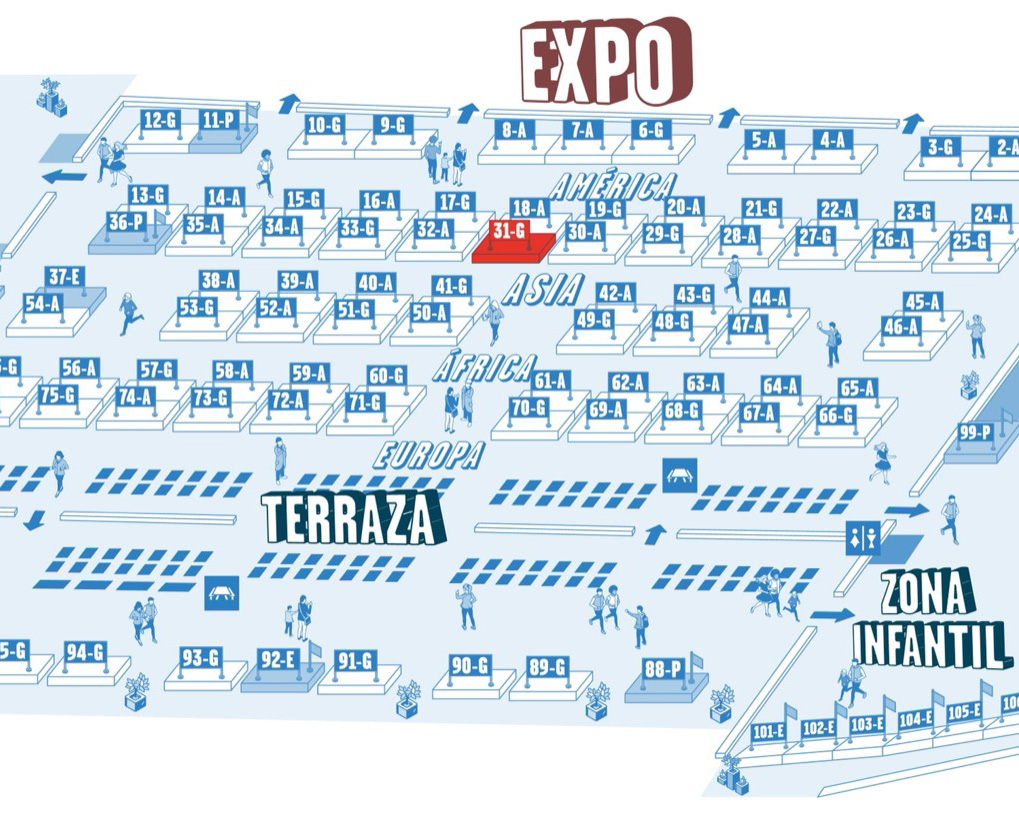 EXPO
12-G 11-P 10-G 9-G 8-A 7-A 6-G 5-A 4-A 3-G 2-A
AMÉRICA
13-G 14-A 15-G 16-A 17-G 18-A 19-G 20-A 21-G 22-A 23-G 24-A
36-P 35-A 34-A 33-G 32-A 31-G 30-A 29-G 28-A 27-G 26-A 25-G
ASIA
37-E 38-A 39-A 40-A 41-G 42-A 43-G 44-A 45-A
54-A 53-G 52-A 51-G 50-A 49-G 48-G 47-A 46-A
ÁFRICA
56-A 57-G 58-A 59-A 60-G 61-A 62-A 63-A 64-A 65-A
75-G 74-A 73-G 72-A 71-G 70-G 69-A 68-G 67-A 66-G
99-P
EUROPA
TERRAZA
ZONA
INFANTIL
94-G 93-G 92-E 91-G 90-G 89-G 88-P
101-E 102-E 103-E 104-E 105-E